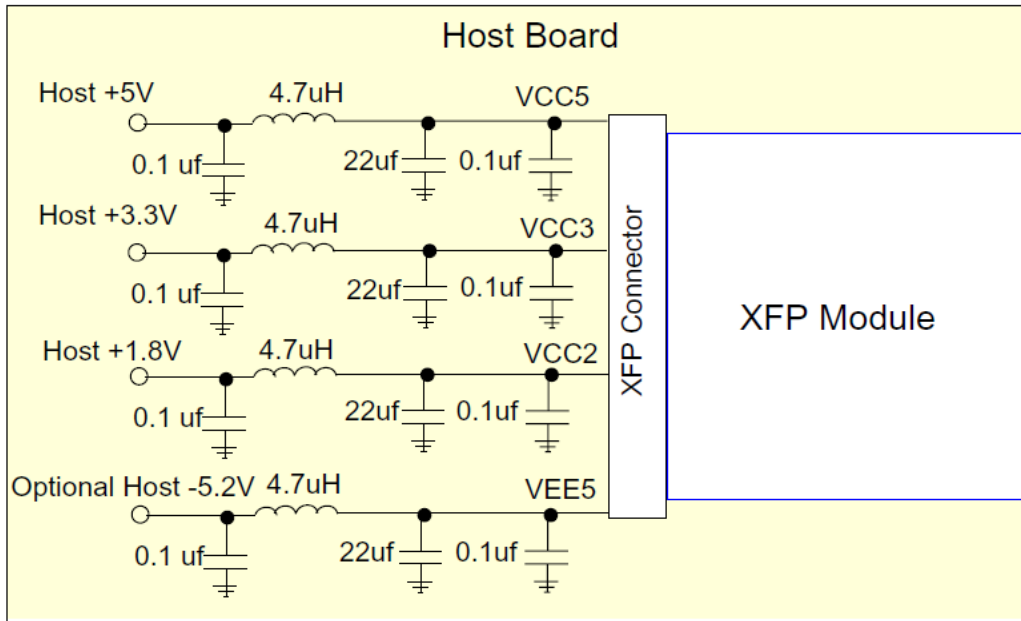 Host Board
Host +5V
4.7uH
VCC5
0.1 uf
22uf
0.1uf
Host +3.3V
4.7uH
VCC3
0.1 uf
22uf
0.1uf
Host +1.8V
4.7uH
VCC2
0.1 uf
22uf
0.1uf
Optional Host -5.2V
4.7uH
VEE5
0.1 uf
22uf
0.1uf
XFP Connector
XFP Module